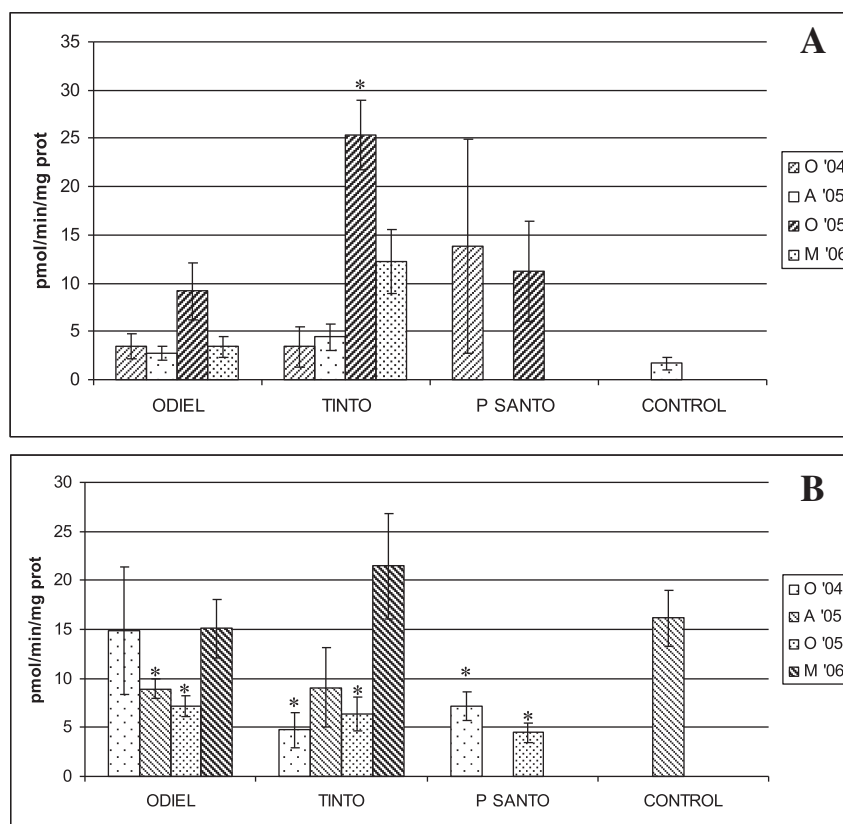 A
pmol/min/mg prot
35
30
25
20
15
10
5
0
*
ODIEL TINTO P SANTO CONTROL
O '04
A '05
O '05
M '06
B
pmol/min/mg prot
30
25
20
15
10
5
0
* * * * * *
ODIEL TINTO P SANTO CONTROL
O '04
A '05
O '05
M '06